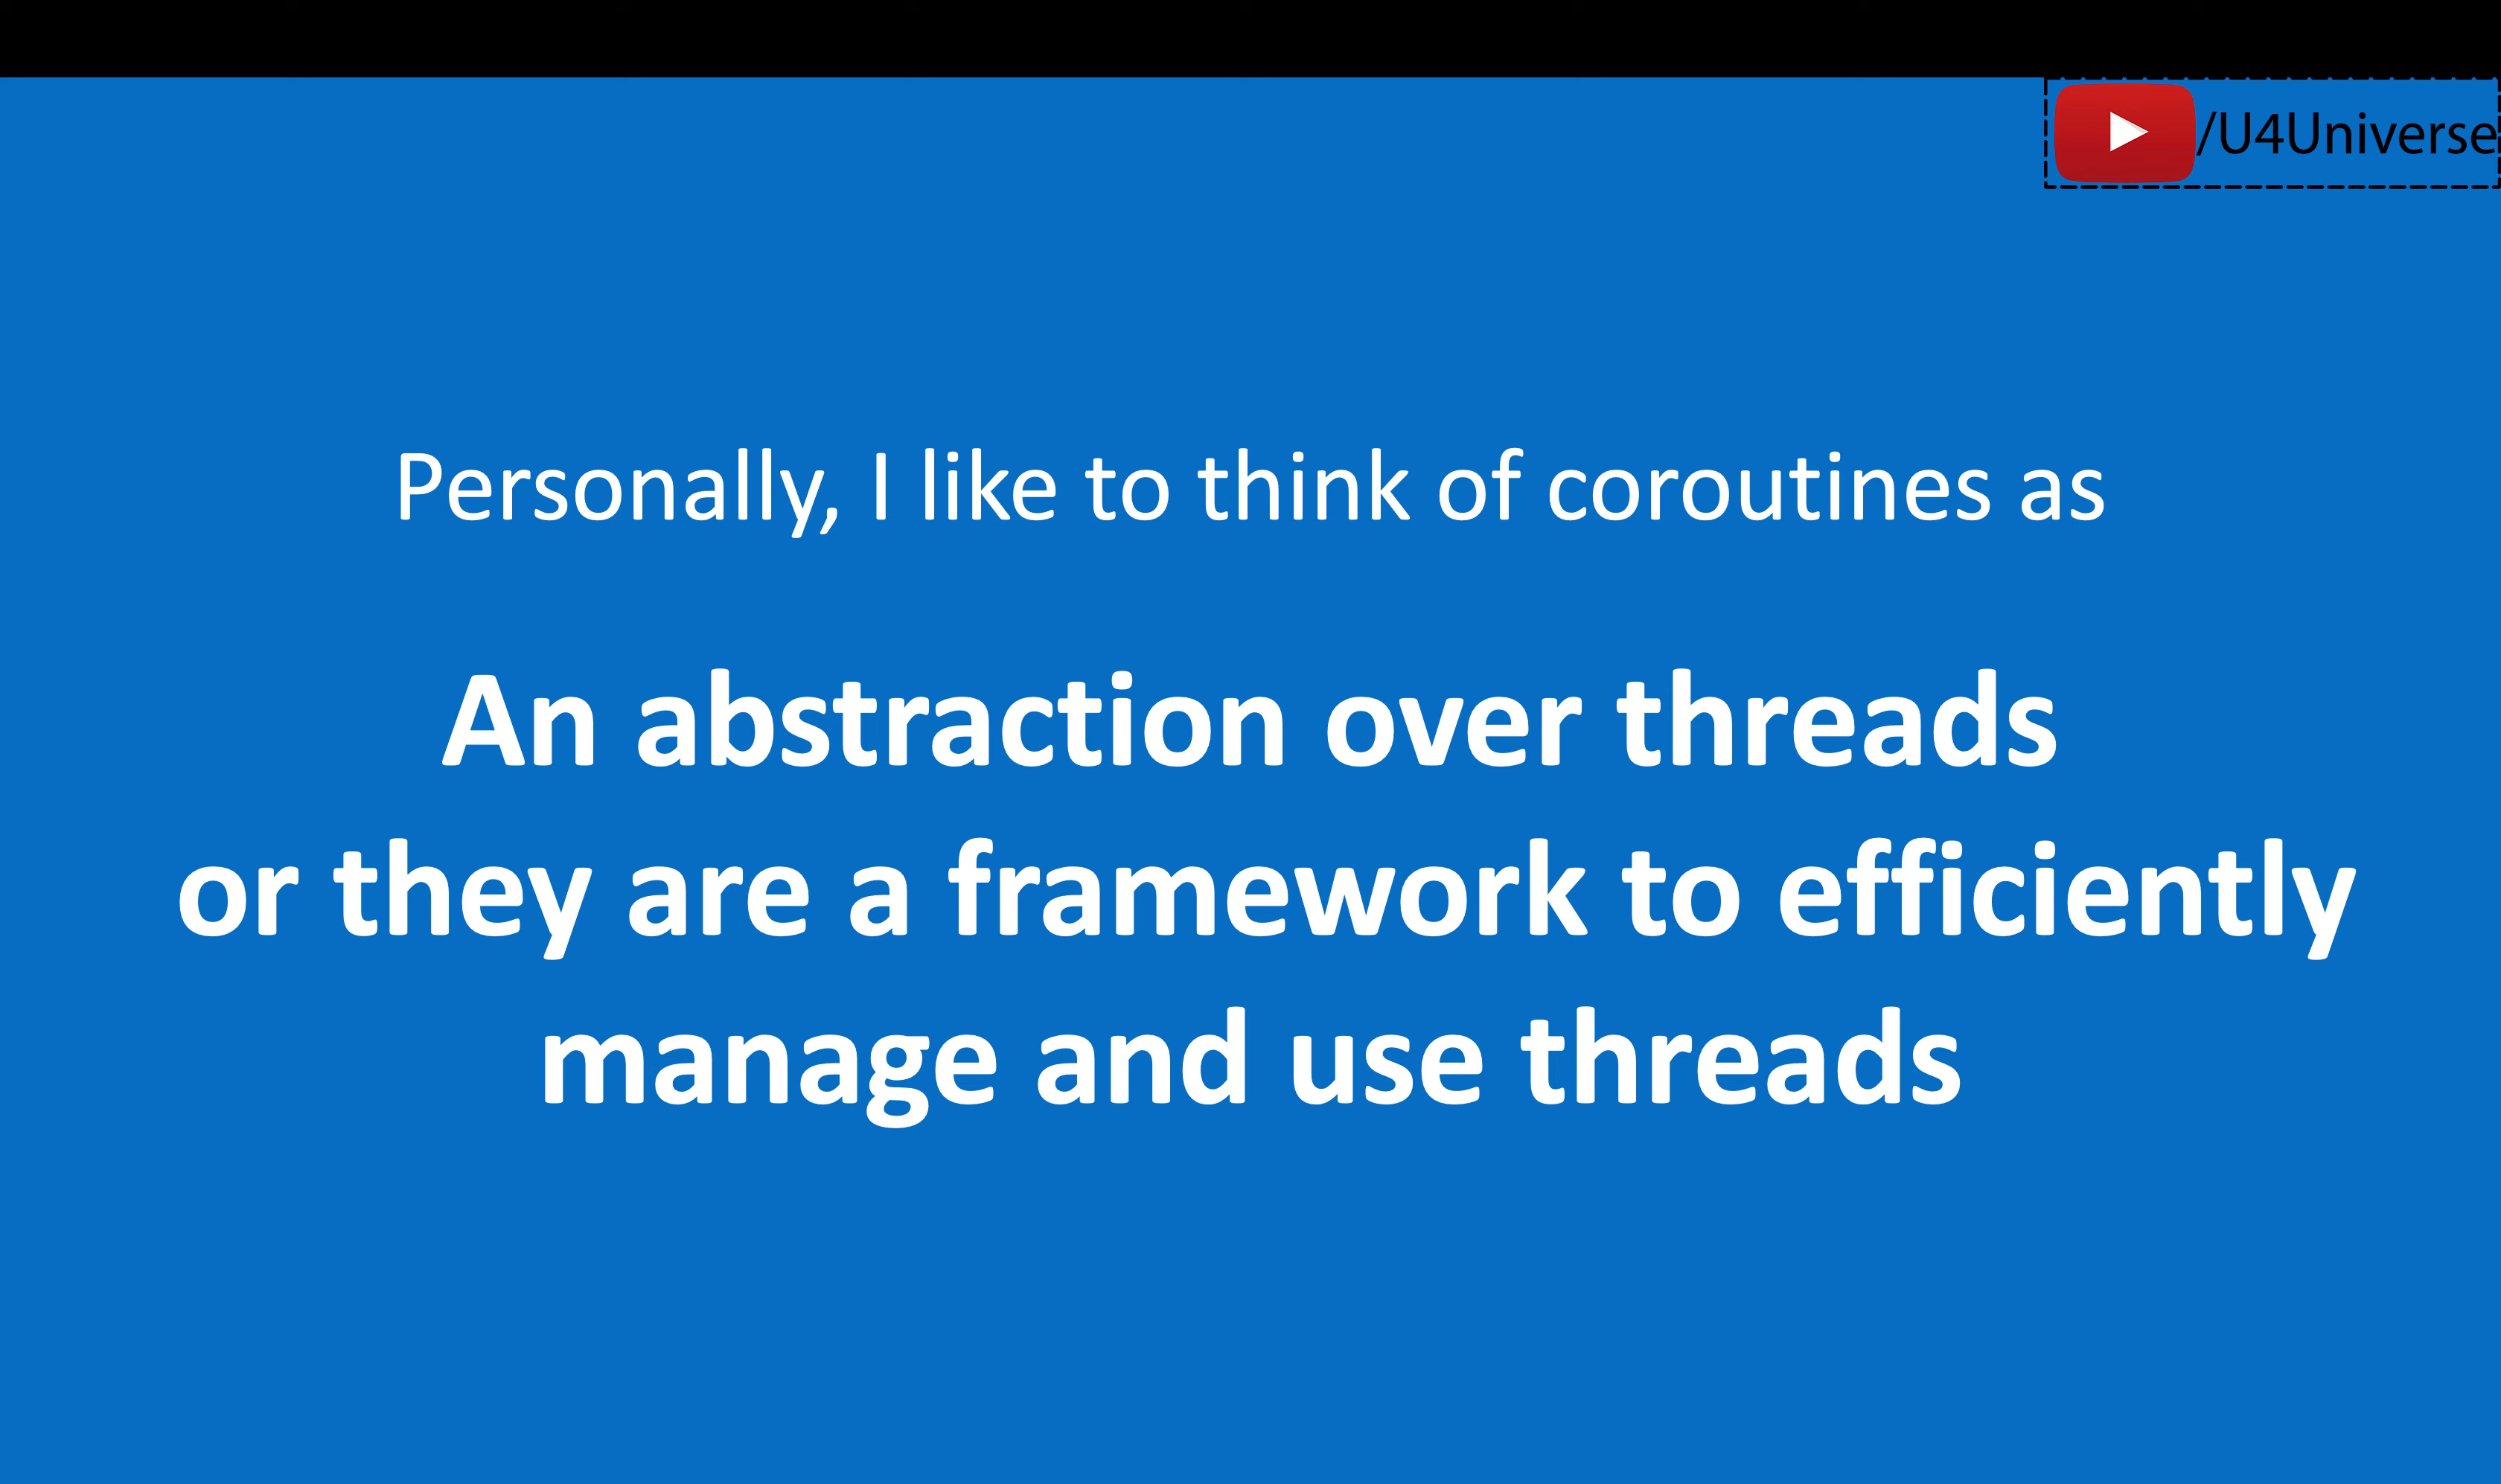 /U4Universe
Personally, I like to think of coroutines as
An abstraction over threads
or they are a framework to efficiently
manage and use threads